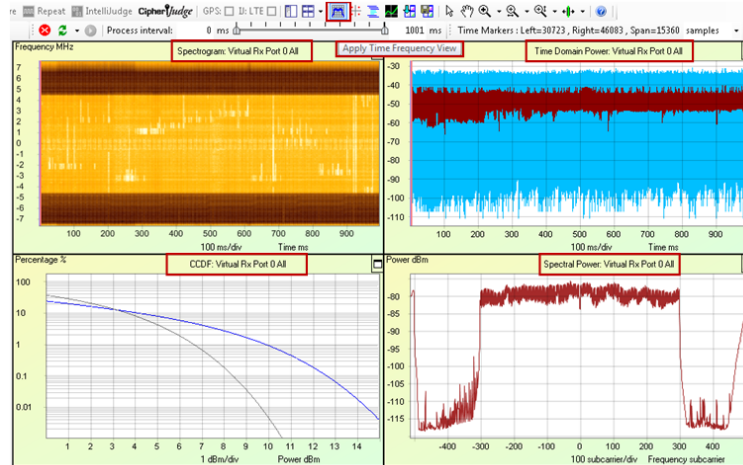 re Repeat IntelliJudge CipherJudge GPS: D: LTE
Process interval: 0 ms 1001 ms Time Markers: Left=30723, Right=46083, Span=15360 samples
Apply Time Frequency View
Frequency MHz
Spectrogram: Virtual Rx Port 0 All
7
6
5
4
3
2
1
0
-1
-2
-3
-4
-5
-6
-7
100 200 300 400 500 600 700 800 900
100 ms/div Time ms
Time Domain Power: Virtual Rx Port 0 All
-30
-40
-50
-60
-70
-80
-90
-100
-110
100 200 300 400 500 600 700 800 900
100 ms/div Time ms
Percentage %
CCDF: Virtual Rx Port 0 All
100
10
1
0.1
0.01
1 2 3 4 5 6 7 8 9 10 11 12 13 14
1 dBm/div Power dBm
Power dBm
Spectral Power: Virtual Rx Port 0 All
-80
-85
-90
-95
-100
-105
-110
-115
-400 -300 -200 -100 0 100 200 300 400
100 subcarrier/div Frequency subcarrier